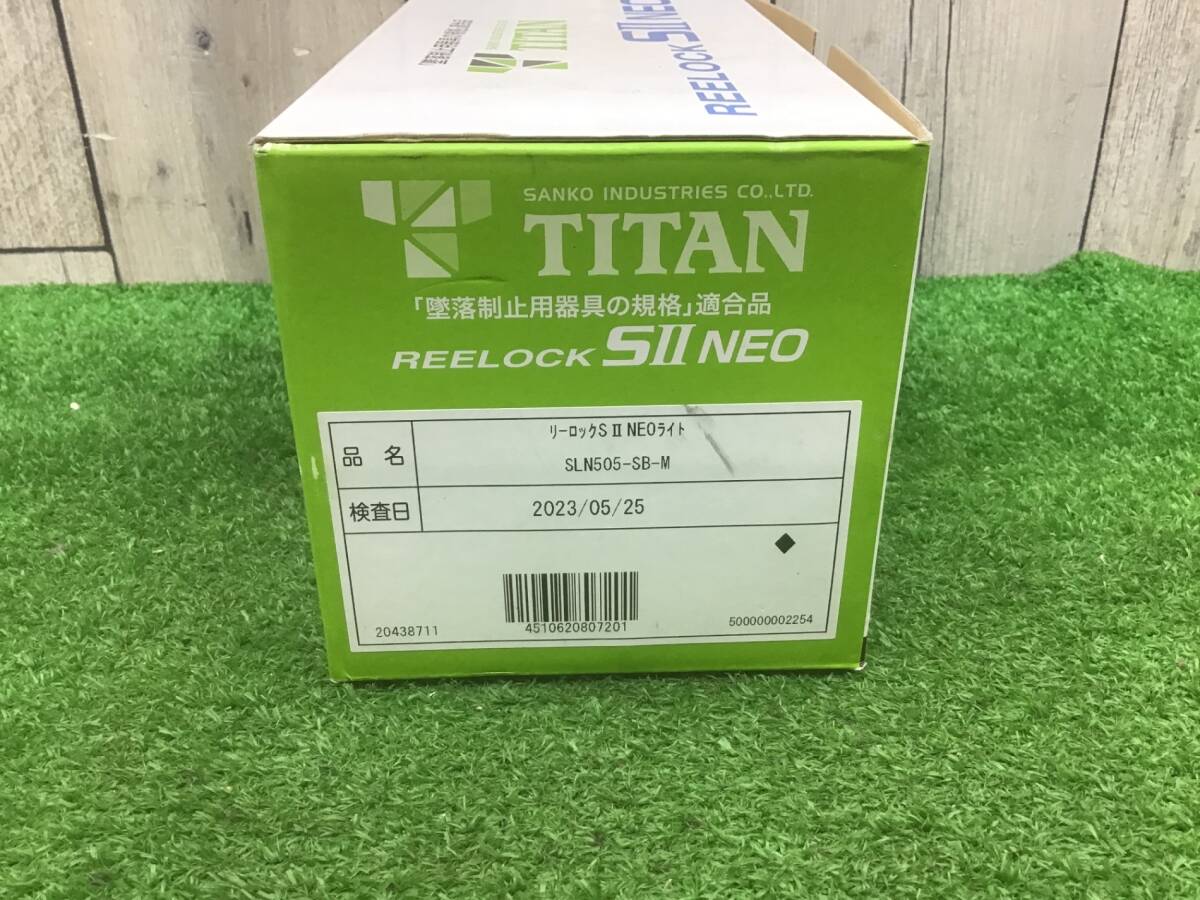 TITAN
REELOCK SII NEO
SANKO INDUSTRIES CO.,LTD.
TITAN
「墜落制止用器具の規格」適合品
REELOCK SⅡ NEO
品 名
リーロックSⅡNEOライト
SLN505-SB-M
検査日
2023/05/25
4510620807201
20438711
500000002254